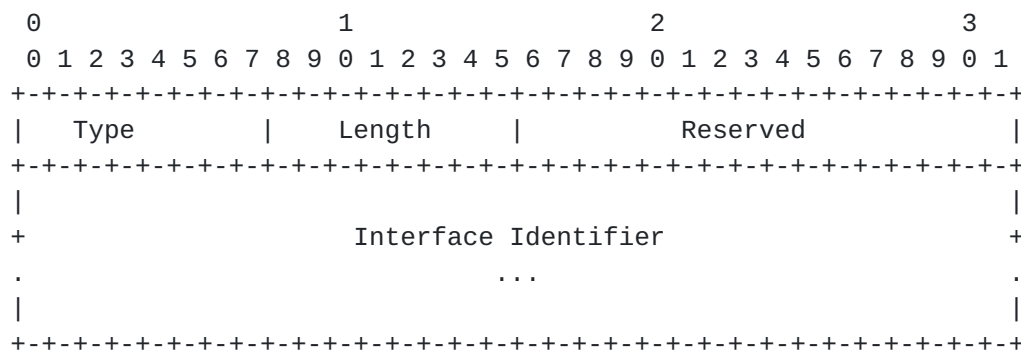 0                   1                   2                   3
 0 1 2 3 4 5 6 7 8 9 0 1 2 3 4 5 6 7 8 9 0 1 2 3 4 5 6 7 8 9 0 1
+-+-+-+-+-+-+-+-+-+-+-+-+-+-+-+-+-+-+-+-+-+-+-+-+-+-+-+-+-+-+-+-+
|   Type        |    Length     |          Reserved             |
+-+-+-+-+-+-+-+-+-+-+-+-+-+-+-+-+-+-+-+-+-+-+-+-+-+-+-+-+-+-+-+-+
|                                                               |
+                     Interface Identifier                      +
.                              ...                              .
|                                                               |
+-+-+-+-+-+-+-+-+-+-+-+-+-+-+-+-+-+-+-+-+-+-+-+-+-+-+-+-+-+-+-+-+